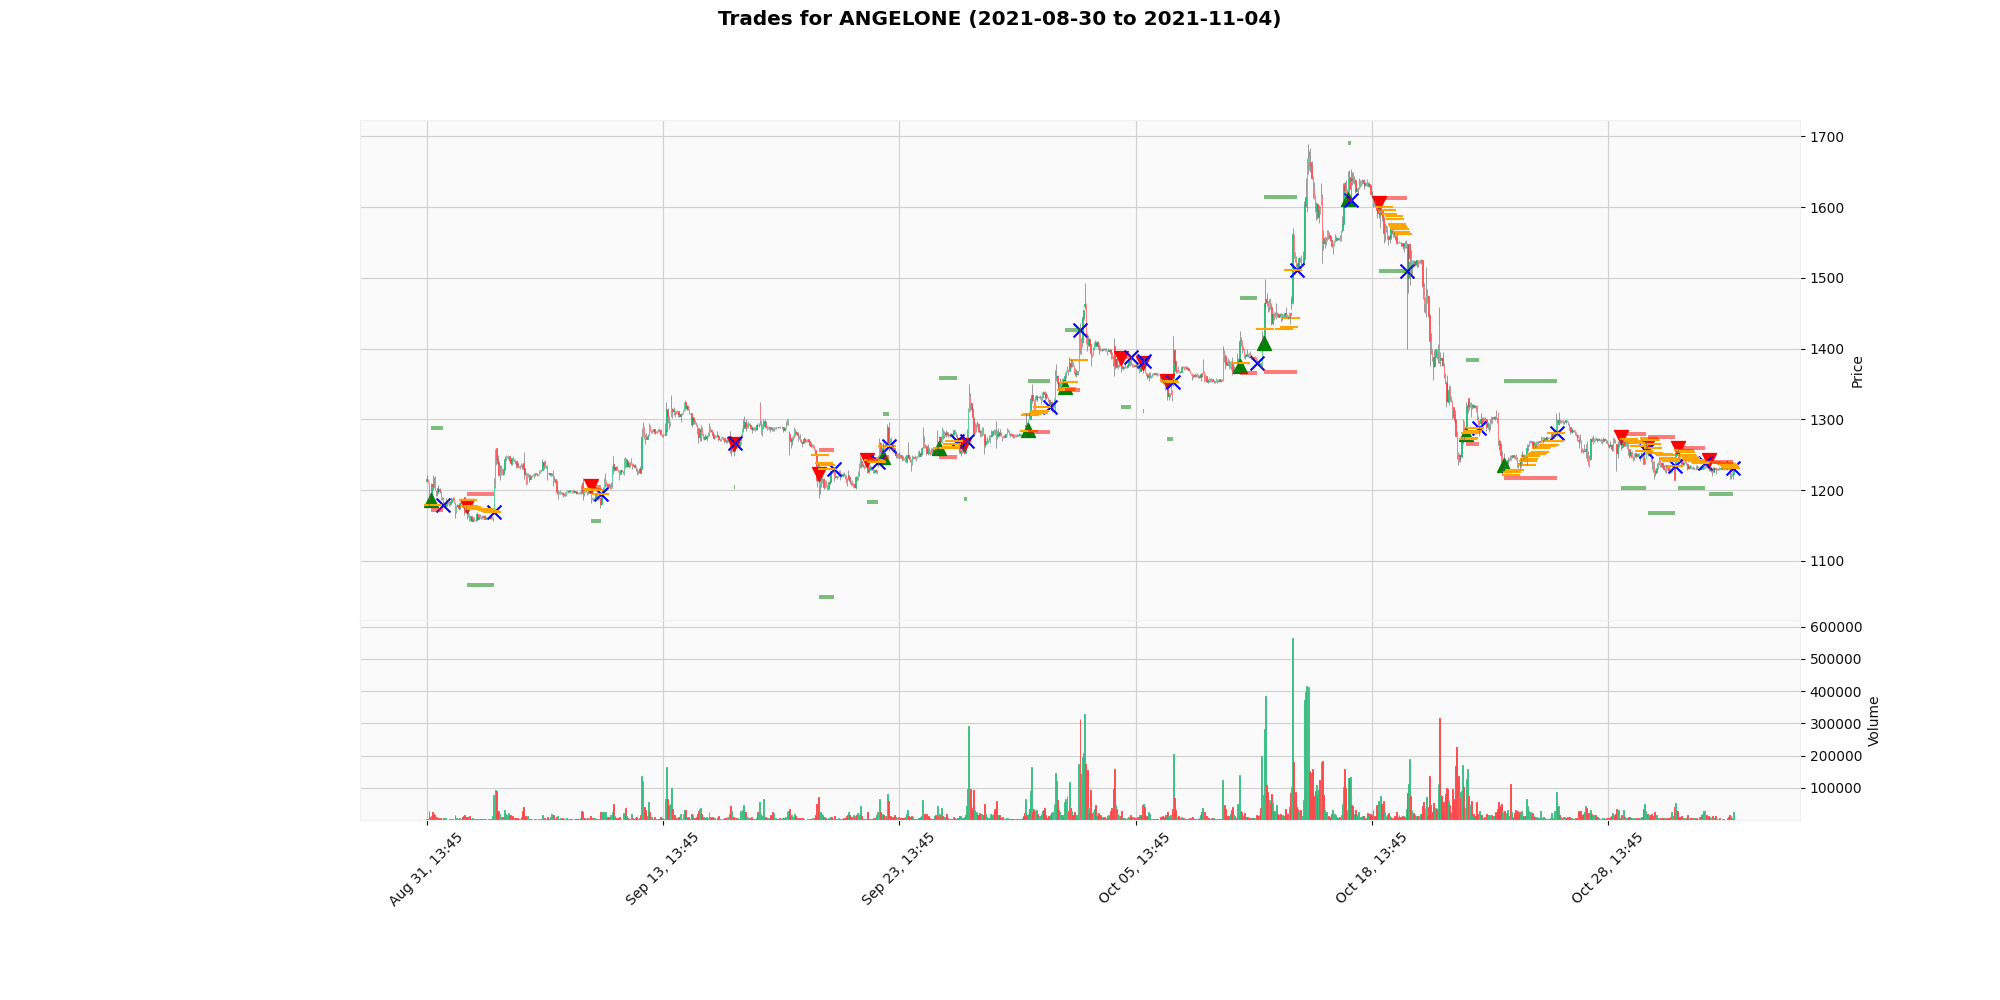 Trades for ANGELONE (2021-08-30 to 2021-11-04)
1700
1600
1500
1400
1300
1200
1100
Price
600000
500000
400000
300000
200000
100000
Volume
Aug 31, 13:45
Sep 13, 13:45
Sep 23, 13:45
Oct 05, 13:45
Oct 18, 13:45
Oct 28, 13:45